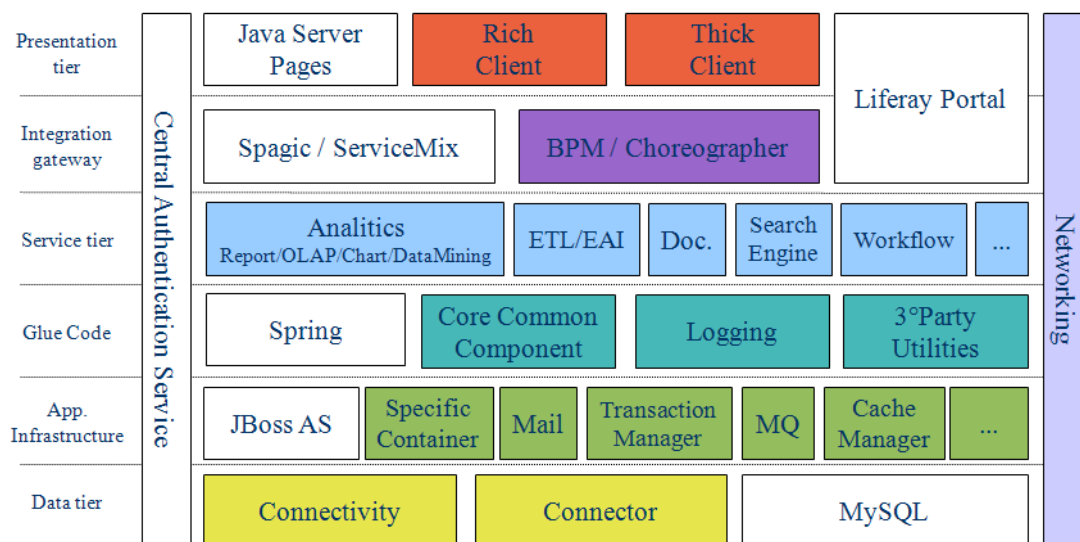 Presentation
tier
Java Server
Pages
Rich
Client
Thick
Client
Liferay Portal
Integration
gateway
Spagic / ServiceMix
BPM / Choreographer
Central Authentication Service
Networking
Service tier
Analitics
Report/OLAP/Chart/DataMining
ETL/EAI
Doc.
Search
Engine
Workflow
...
Glue Code
Spring
Core Common
Component
Logging
3°Party
Utilities
App.
Infrastructure
JBoss AS
Specific
Container
Mail
Transaction
Manager
MQ
Cache
Manager
...
Data tier
Connectivity
Connector
MySQL